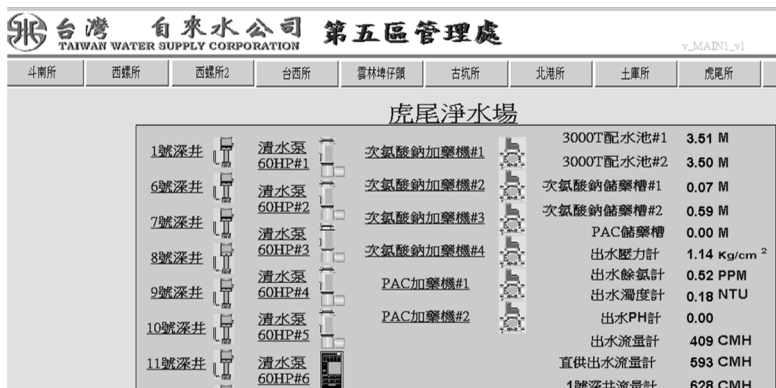 台灣 自來水公司 第五區管理處
TAIWAN WATER SUPPLY CORPORATION
v_MAIN1_v1
斗南所 西螺所 西螺所2 台西所 雲林埤仔頭 古坑所 北港所 土庫所 虎尾所
虎尾淨水場
1號深井
6號深井
7號深井
8號深井
9號深井
10號深井
11號深井
清水泵
60HP#1
清水泵
60HP#2
清水泵
60HP#3
清水泵
60HP#4
清水泵
60HP#5
清水泵
60HP#6
次氯酸鈉加藥機#1
次氯酸鈉加藥機#2
次氯酸鈉加藥機#3
次氯酸鈉加藥機#4
PAC加藥機#1
PAC加藥機#2
3000T配水池#1 3.51 M
3000T配水池#2 3.50 M
次氯酸鈉儲藥槽#1 0.07 M
次氯酸鈉儲藥槽#2 0.59 M
PAC儲藥槽 0.00 M
出水壓力計 1.14 Kg/cm²
出水餘氯計 0.52 PPM
出水濁度計 0.18 NTU
出水PH計 0.00
出水流量計 409 CMH
直供出水流量計 593 CMH
1號深井流量計 628 CMH